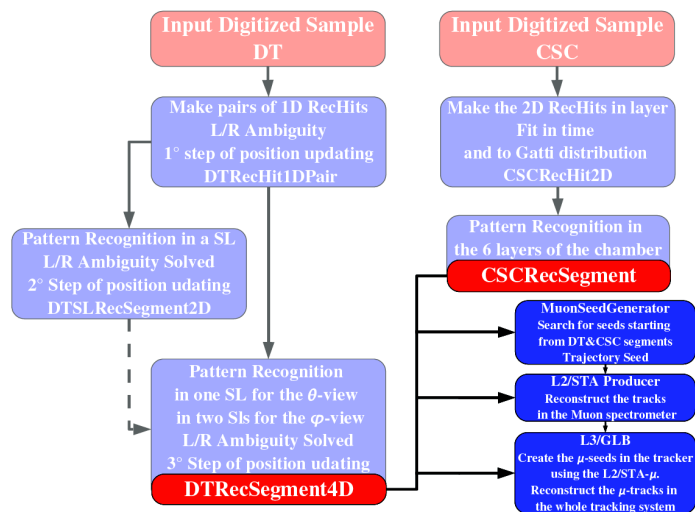 Input Digitized Sample
DT
Input Digitized Sample
CSC
Make pairs of 1D RecHits
L/R Ambiguity
1° step of position updating
DTRecHit1DPair
Make the 2D RecHits in layer
Fit in time
and to Gatti distribution
CSCRecHit2D
Pattern Recognition in a SL
L/R Ambiguity Solved
2° Step of position udating
DTSLRecSegment2D
Pattern Recognition in
the 6 layers of the chamber
CSCRecSegment
MuonSeedGenerator
Search for seeds starting
from DT&CSC segments
Trajectory Seed
Pattern Recognition
in one SL for the θ-view
in two Sls for the φ-view
L/R Ambiguity Solved
3° Step of position udating
DTRecSegment4D
L2/STA Producer
Reconstruct the tracks
in the Muon spectrometer
L3/GLB
Create the μ-seeds in the tracker
using the L2/STA-μ.
Reconstruct the μ-tracks in
the whole tracking system